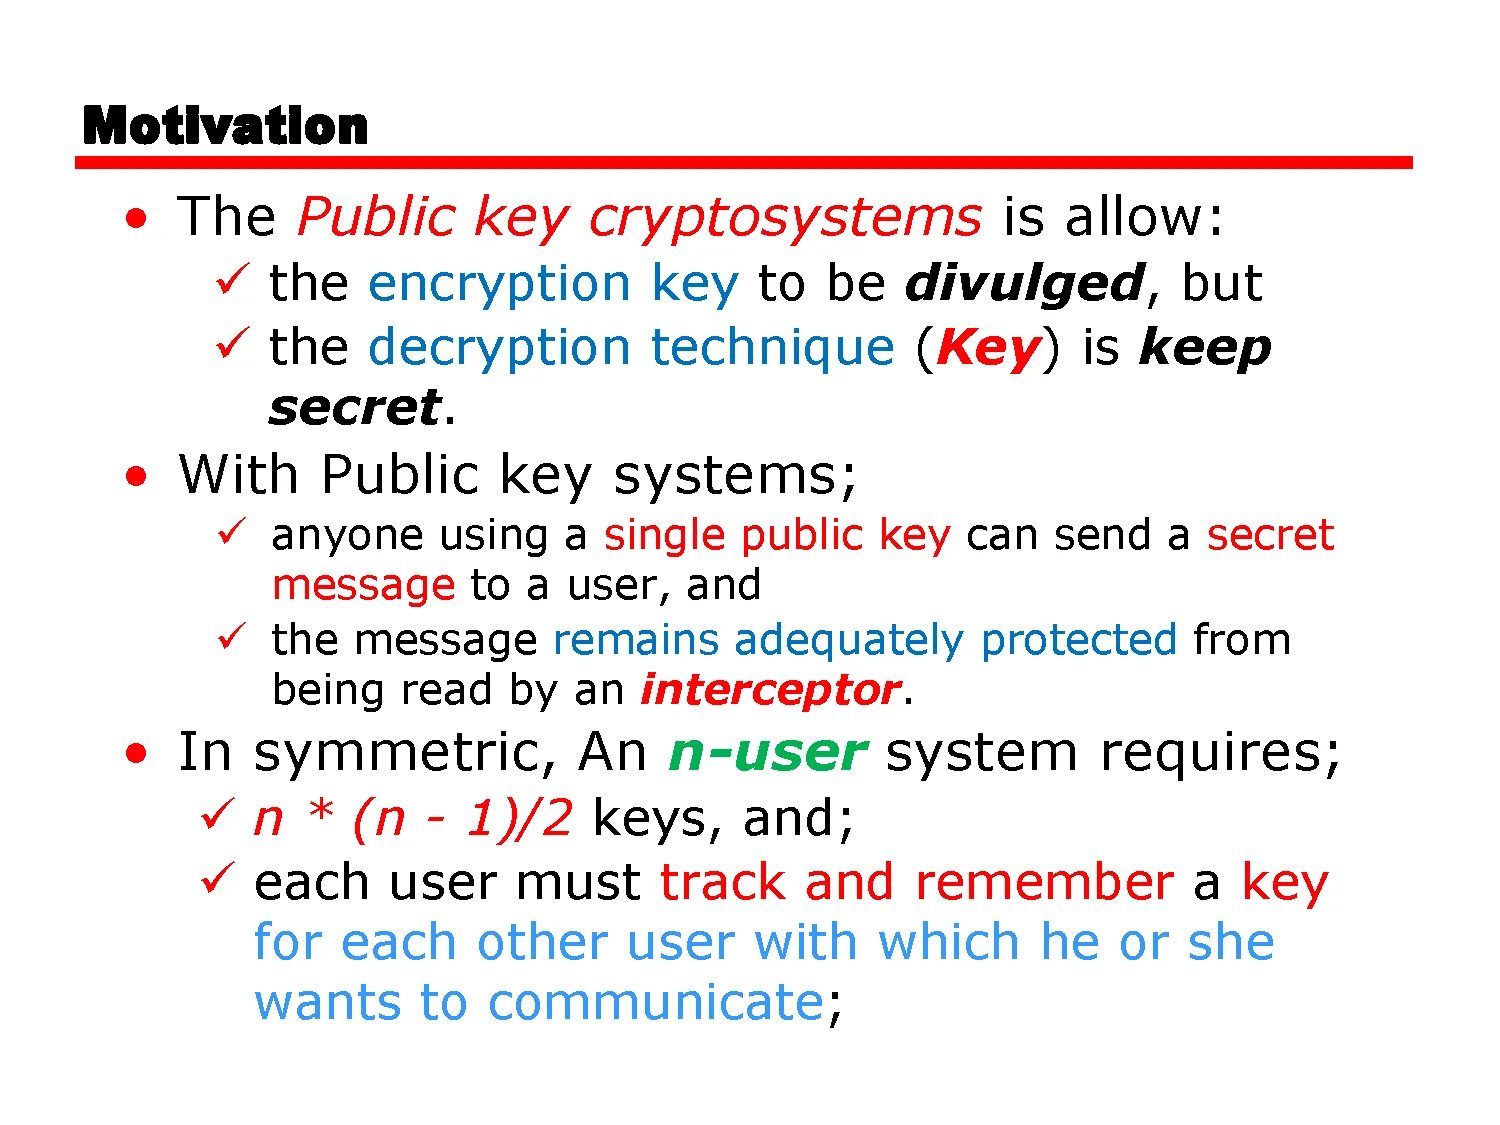 Motivation
• The Public key cryptosystems is allow:
✓ the encryption key to be divulged, but
✓ the decryption technique (Key) is keep
secret.
• With Public key systems;
✓ anyone using a single public key can send a secret
message to a user, and
✓ the message remains adequately protected from
being read by an interceptor.
• In symmetric, An n-user system requires;
✓ n * (n - 1)/2 keys, and;
✓ each user must track and remember a key
for each other user with which he or she
wants to communicate;